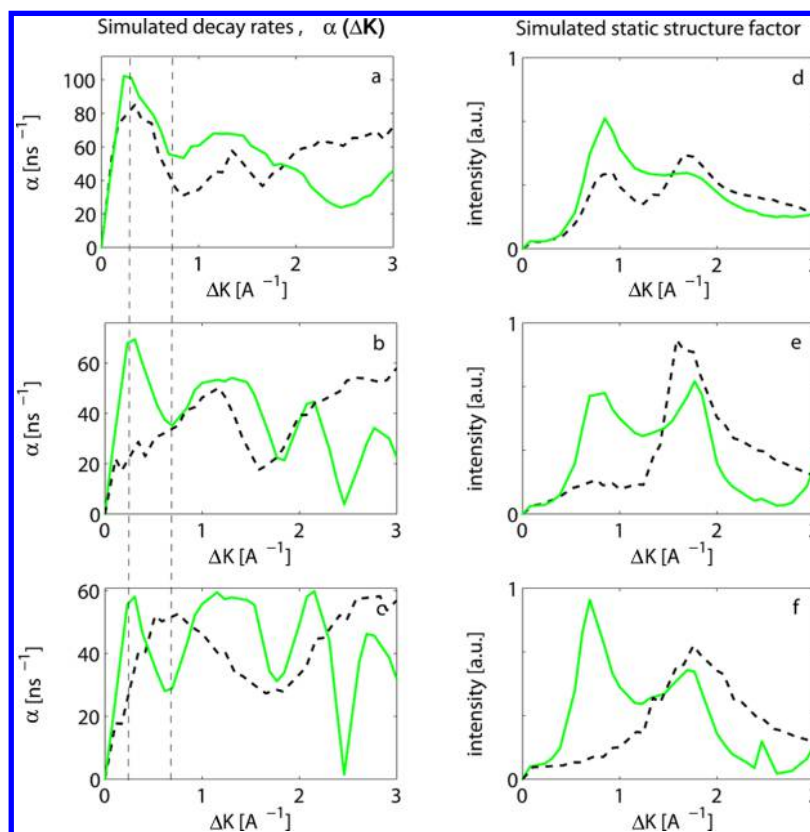 Simulated decay rates , α (ΔK)
Simulated static structure factor
a
α [ns ⁻¹]
100
80
60
40
20
0
0 1 2 3
ΔK [A ⁻¹]
d
intensity [a.u.]
1
0
0 1 2 3
ΔK [A ⁻¹]
b
α [ns ⁻¹]
60
40
20
0
0 1 2 3
ΔK [A ⁻¹]
e
intensity [a.u.]
1
0
0 1 2
ΔK [A ⁻¹]
c
α [ns ⁻¹]
60
40
20
0
0 1 2 3
ΔK [A ⁻¹]
f
intensity [a.u.]
1
0
0 1 2
ΔK [A ⁻¹]